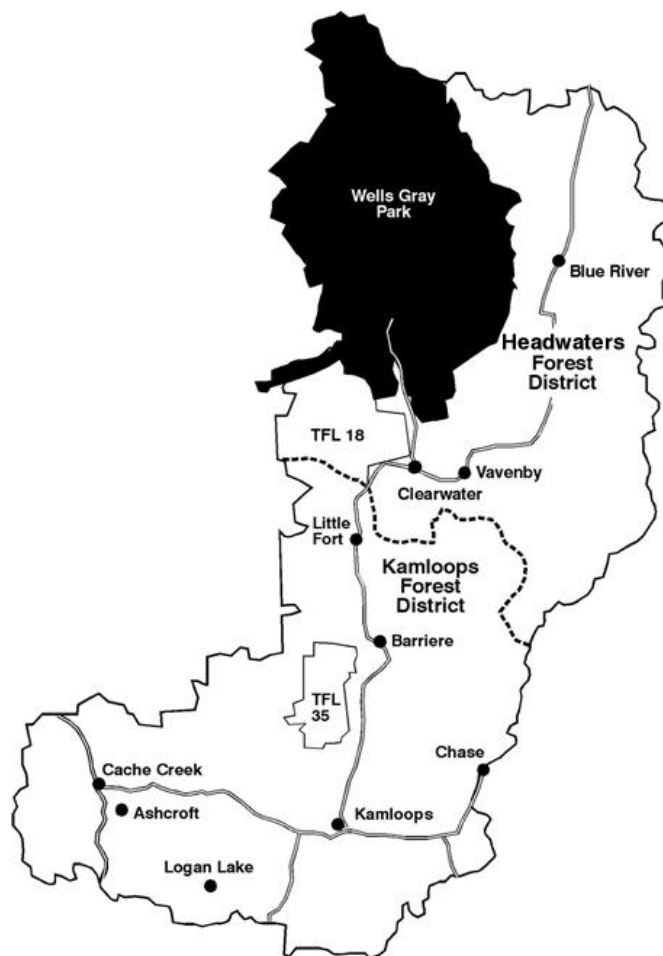 Wells Gray
Park
Blue River
Headwaters
Forest
District
TFL 18
Vavenby
Clearwater
Little
Fort
Kamloops
Forest
District
Barriere
TFL
35
Chase
Cache Creek
Ashcroft
Kamloops
Logan Lake